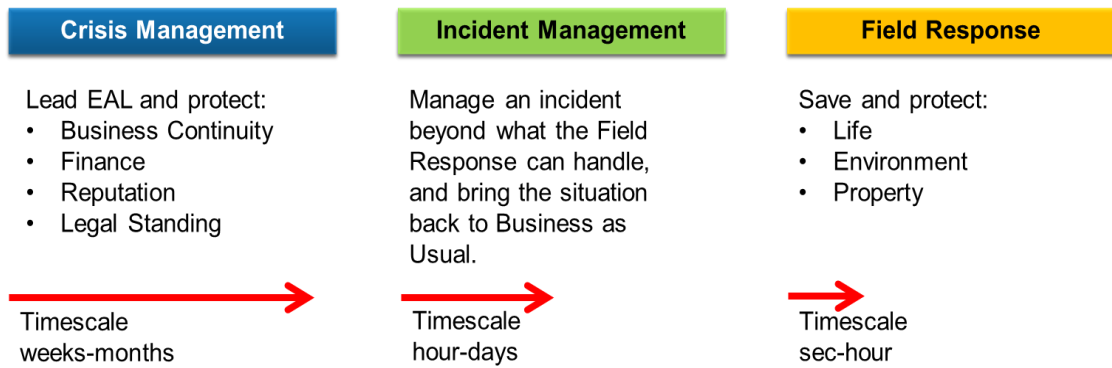 Crisis Management
Lead EAL and protect:
• Business Continuity
• Finance
• Reputation
• Legal Standing
Timescale
weeks-months
Incident Management
Manage an incident
beyond what the Field
Response can handle,
and bring the situation
back to Business as
Usual.
Timescale
hour-days
Field Response
Save and protect:
• Life
• Environment
• Property
Timescale
sec-hour